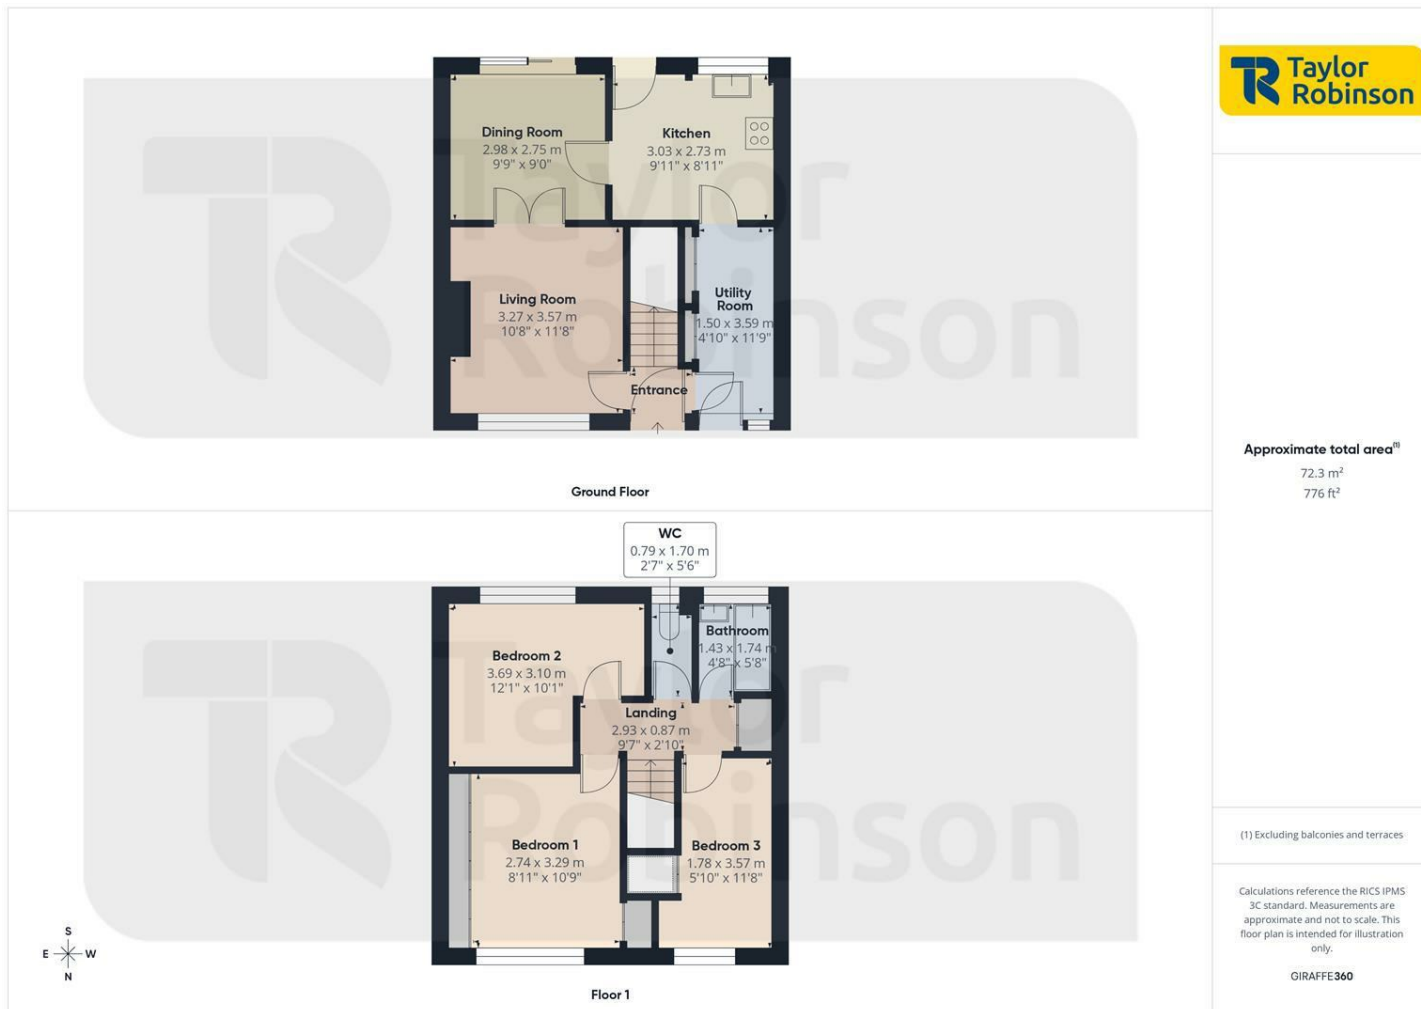 Taylor
Robinson
Dining Room
2.98 x 2.75 m
9'9" x 9'0"
Kitchen
3.03 x 2.73 m
9'11" x 8'11"
Living Room
3.27 x 3.57 m
10'8" x 11'8"
Utility
Room
1.50 x 3.59 m
4'10" x 11'9"
Entrance
Ground Floor
Taylor
Robinson
WC
0.79 x 1.70 m
2'7" x 5'6"
Bedroom 2
3.69 x 3.10 m
12'1" x 10'1"
Bathroom
1.43 x 1.74 m
4'8" x 5'8"
Landing
2.93 x 0.87 m
9'7" x 2'10"
Bedroom 1
2.74 x 3.29 m
8'11" x 10'9"
Bedroom 3
1.78 x 3.57 m
5'10" x 11'8"
Floor 1
Taylor
Robinson
S
E W
N
Approximate total area(1)
72.3 m²
776 ft²
(1) Excluding balconies and terraces
Calculations reference the RICS IPMS
3C standard. Measurements are
approximate and not to scale. This
floor plan is intended for illustration
only.
GIRAFFE360